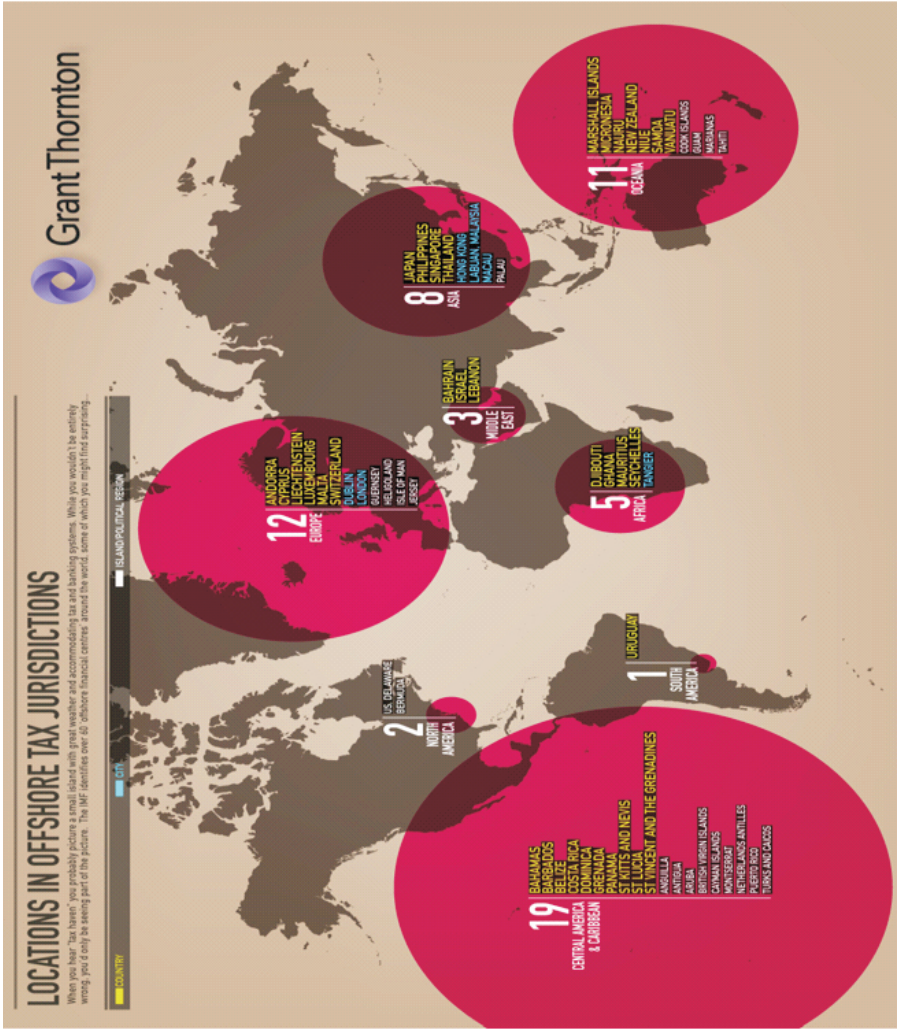 LOCATIONS IN OFFSHORE TAX JURISDICTIONS
When you hear "tax haven" you probably picture a small island with great weather and accommodating tax and banking systems. While you wouldn't be entirely
wrong, you'd only be seeing part of the picture. The IMF identifies over 60 'offshore financial centres' around the world, some of which you might find surprising...
Grant Thornton
COUNTRY
CITY
ISLAND/POLITICAL REGION
19
CENTRAL AMERICA
& CARIBBEAN
BAHAMAS
BARBADOS
BELIZE
COSTA RICA
DOMINICA
GRENADA
PANAMA
ST KITTS AND NEVIS
ST LUCIA
ST VINCENT AND THE GRENADINES
ANGUILLA
ANTIGUA
ARUBA
BRITISH VIRGIN ISLANDS
CAYMAN ISLANDS
MONTSERRAT
NETHERLANDS ANTILLES
PUERTO RICO
TURKS AND CAICOS
2
NORTH
AMERICA
US, DELAWARE
BERMUDA
1
SOUTH
AMERICA
URUGUAY
12
EUROPE
ANDORRA
CYPRUS
LIECHTENSTEIN
LUXEMBOURG
MALTA
SWITZERLAND
DUBLIN
LONDON
GUERNSEY
HELIGOLAND
ISLE OF MAN
JERSEY
3
MIDDLE
EAST
BAHRAIN
ISRAEL
LEBANON
5
AFRICA
DJIBOUTI
GHANA
MAURITIUS
SEYCHELLES
TANGIER
8
ASIA
JAPAN
PHILIPPINES
SINGAPORE
THAILAND
HONG KONG
LABUAN, MALAYSIA
MACAU
PALAU
11
OCEANIA
MARSHALL ISLANDS
MICRONESIA
NAURU
NEW ZEALAND
NIUE
SAMOA
VANUATU
COOK ISLANDS
GUAM
MARIANAS
TAHITI